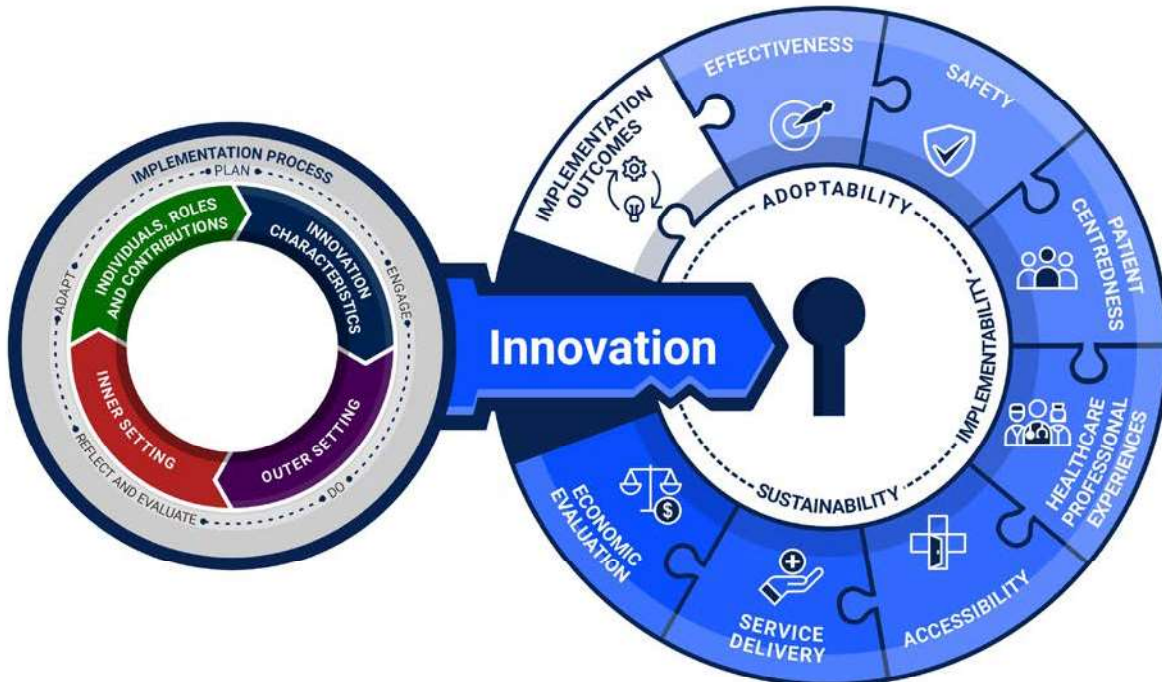 IMPLEMENTATION PROCESS
PLAN
ENGAGE
DO
REFLECT AND EVALUATE
ADAPT
INDIVIDUALS, ROLES
AND CONTRIBUTIONS
INNOVATION
CHARACTERISTICS
OUTER SETTING
INNER SETTING
Innovation
IMPLEMENTATION
OUTCOMES
EFFECTIVENESS
SAFETY
PATIENT
CENTREDNESS
HEALTHCARE
PROFESSIONAL
EXPERIENCES
ACCESSIBILITY
SERVICE
DELIVERY
ECONOMIC
EVALUATION
$
ADOPTABILITY
IMPLEMENTABILITY
SUSTAINABILITY